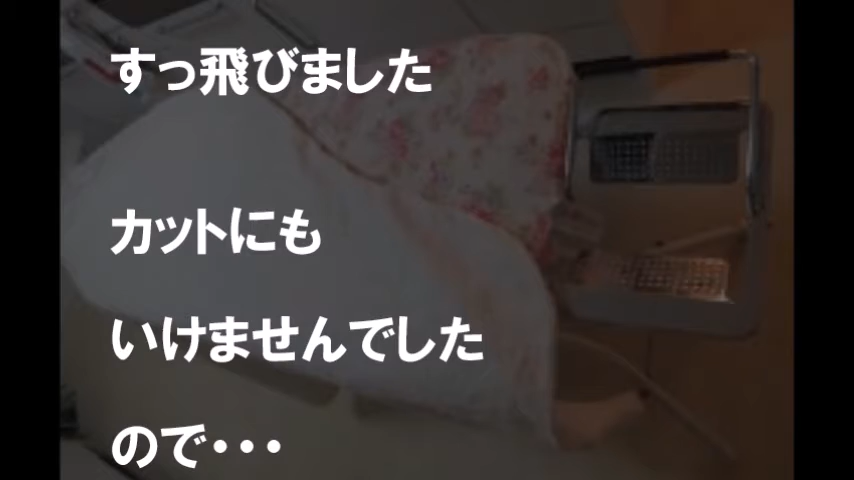 すっ飛びました
カットにも
いけませんでした
ので・・・